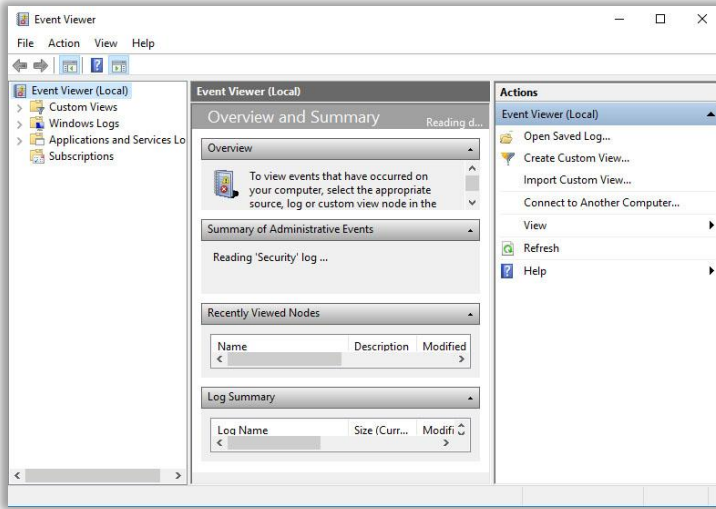 Event Viewer
File Action View Help
Event Viewer (Local)
Custom Views
Windows Logs
Applications and Services Lo
Subscriptions
Event Viewer (Local)
Overview and Summary Reading d...
Overview
To view events that have occurred on
your computer, select the appropriate
source, log or custom view node in the
Summary of Administrative Events
Reading 'Security' log ...
Recently Viewed Nodes
Name Description Modified
Log Summary
Log Name Size (Curr... Modifi
Actions
Event Viewer (Local)
Open Saved Log...
Create Custom View...
Import Custom View...
Connect to Another Computer...
View
Refresh
Help